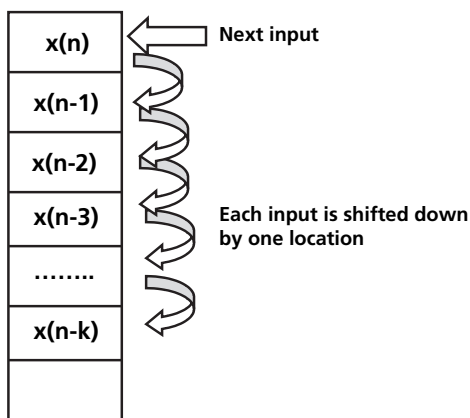 x(n)
Next input
x(n-1)
x(n-2)
x(n-3)
Each input is shifted down
by one location
........
x(n-k)